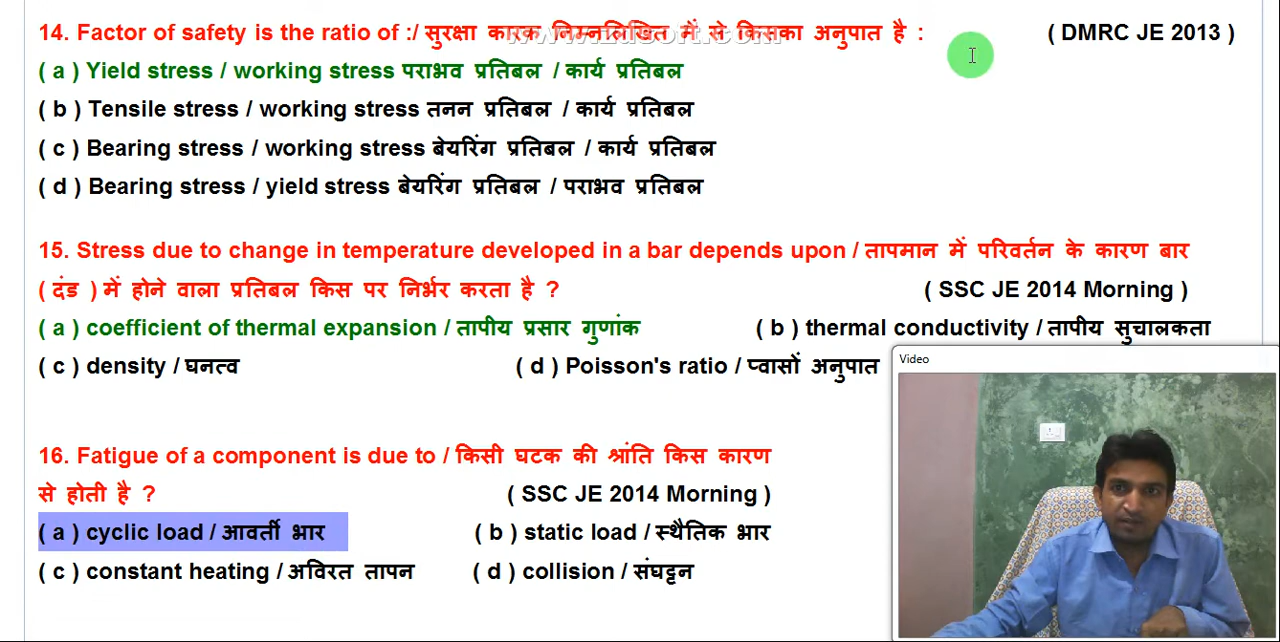 14. Factor of safety is the ratio of :/ सुरक्षा कारक निम्नलिखित में से किसका अनुपात है : ( DMRC JE 2013 )
( a ) Yield stress / working stress पराभव प्रतिबल / कार्य प्रतिबल
( b ) Tensile stress / working stress तनन प्रतिबल / कार्य प्रतिबल
( c ) Bearing stress / working stress बेयरिंग प्रतिबल / कार्य प्रतिबल
( d ) Bearing stress / yield stress बेयरिंग प्रतिबल / पराभव प्रतिबल
15. Stress due to change in temperature developed in a bar depends upon / तापमान में परिवर्तन के कारण बार
( दंड ) में होने वाला प्रतिबल किस पर निर्भर करता है ? ( SSC JE 2014 Morning )
( a ) coefficient of thermal expansion / तापीय प्रसार गुणांक ( b ) thermal conductivity / तापीय सुचालकता
( c ) density / घनत्व ( d ) Poisson's ratio / प्वासों अनुपात
Video
16. Fatigue of a component is due to / किसी घटक की श्रांति किस कारण
से होती है ? ( SSC JE 2014 Morning )
( a ) cyclic load / आवर्ती भार ( b ) static load / स्थैतिक भार
( c ) constant heating / अविरत तापन ( d ) collision / संघट्टन